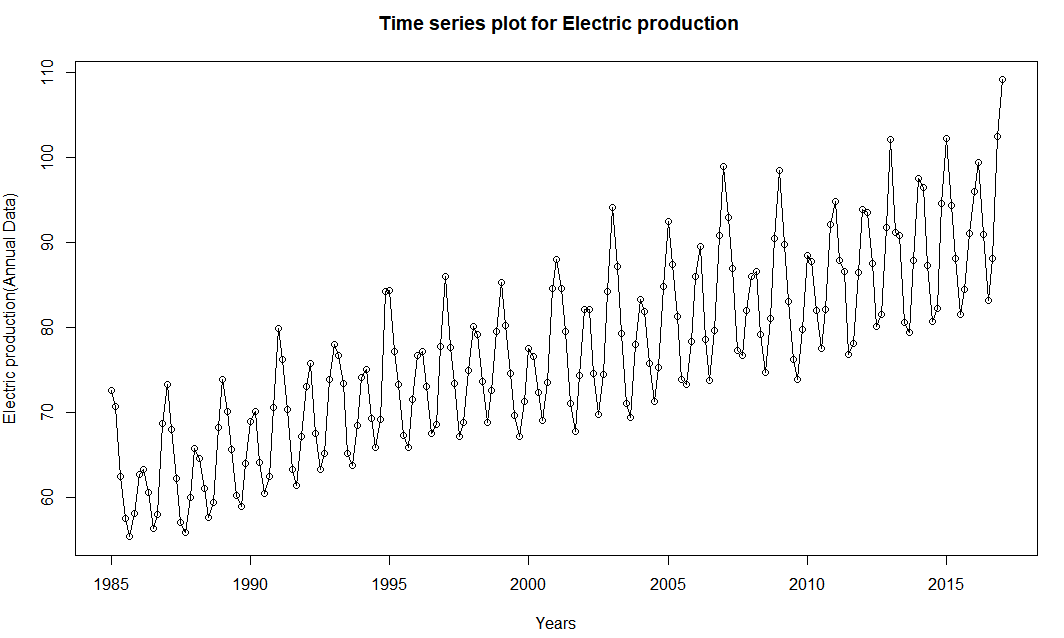 Time series plot for Electric production
Electric production(Annual Data)
110
100
90
80
70
60
1985 1990 1995 2000 2005 2010 2015
Years